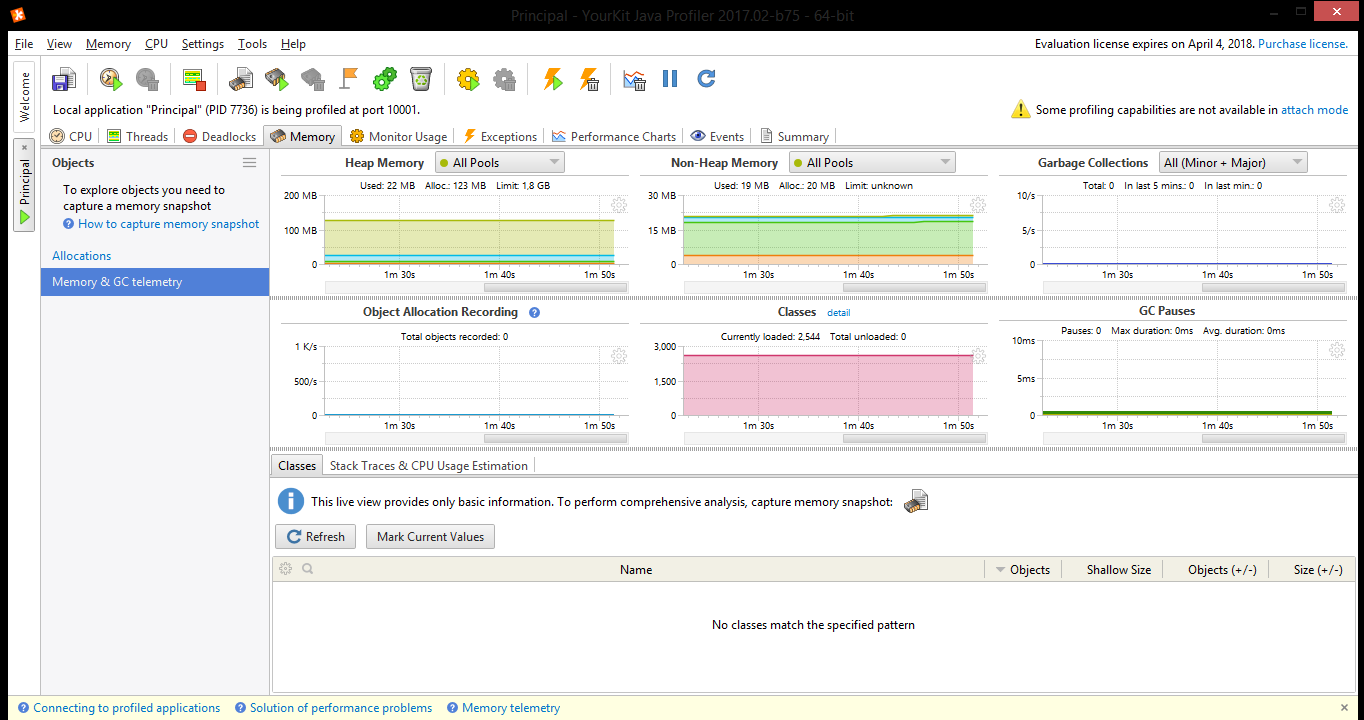 Principal - YourKit Java Profiler 2017.02-b75 - 64-bit
File View Memory CPU Settings Tools Help
Evaluation license expires on April 4, 2018. Purchase license.
Welcome
Principal
Local application "Principal" (PID 7736) is being profiled at port 10001.
Some profiling capabilities are not available in attach mode
CPU Threads Deadlocks Memory Monitor Usage Exceptions Performance Charts Events Summary
Objects
To explore objects you need to
capture a memory snapshot
How to capture memory snapshot
Allocations
Memory & GC telemetry
Heap Memory All Pools
Used: 22 MB Alloc.: 123 MB Limit: 1,8 GB
200 MB
100 MB
0
1m 30s 1m 40s 1m 50s
Non-Heap Memory All Pools
Used: 19 MB Alloc.: 20 MB Limit: unknown
30 MB
15 MB
0
1m 30s 1m 40s 1m 50s
Garbage Collections All (Minor + Major)
Total: 0 In last 5 mins.: 0 In last min.: 0
10/s
5/s
0
1m 30s 1m 40s 1m 50s
Object Allocation Recording
Total objects recorded: 0
1 K/s
500/s
0
1m 30s 1m 40s 1m 50s
Classes detail
Currently loaded: 2,544 Total unloaded: 0
3,000
1,500
0
1m 30s 1m 40s 1m 50s
GC Pauses
Pauses: 0 Max duration: 0ms Avg. duration: 0ms
10ms
5ms
0
1m 30s 1m 40s 1m 50s
Classes Stack Traces & CPU Usage Estimation
This live view provides only basic information. To perform comprehensive analysis, capture memory snapshot:
Refresh Mark Current Values
Name Objects Shallow Size Objects (+/-) Size (+/-)
No classes match the specified pattern
Connecting to profiled applications Solution of performance problems Memory telemetry